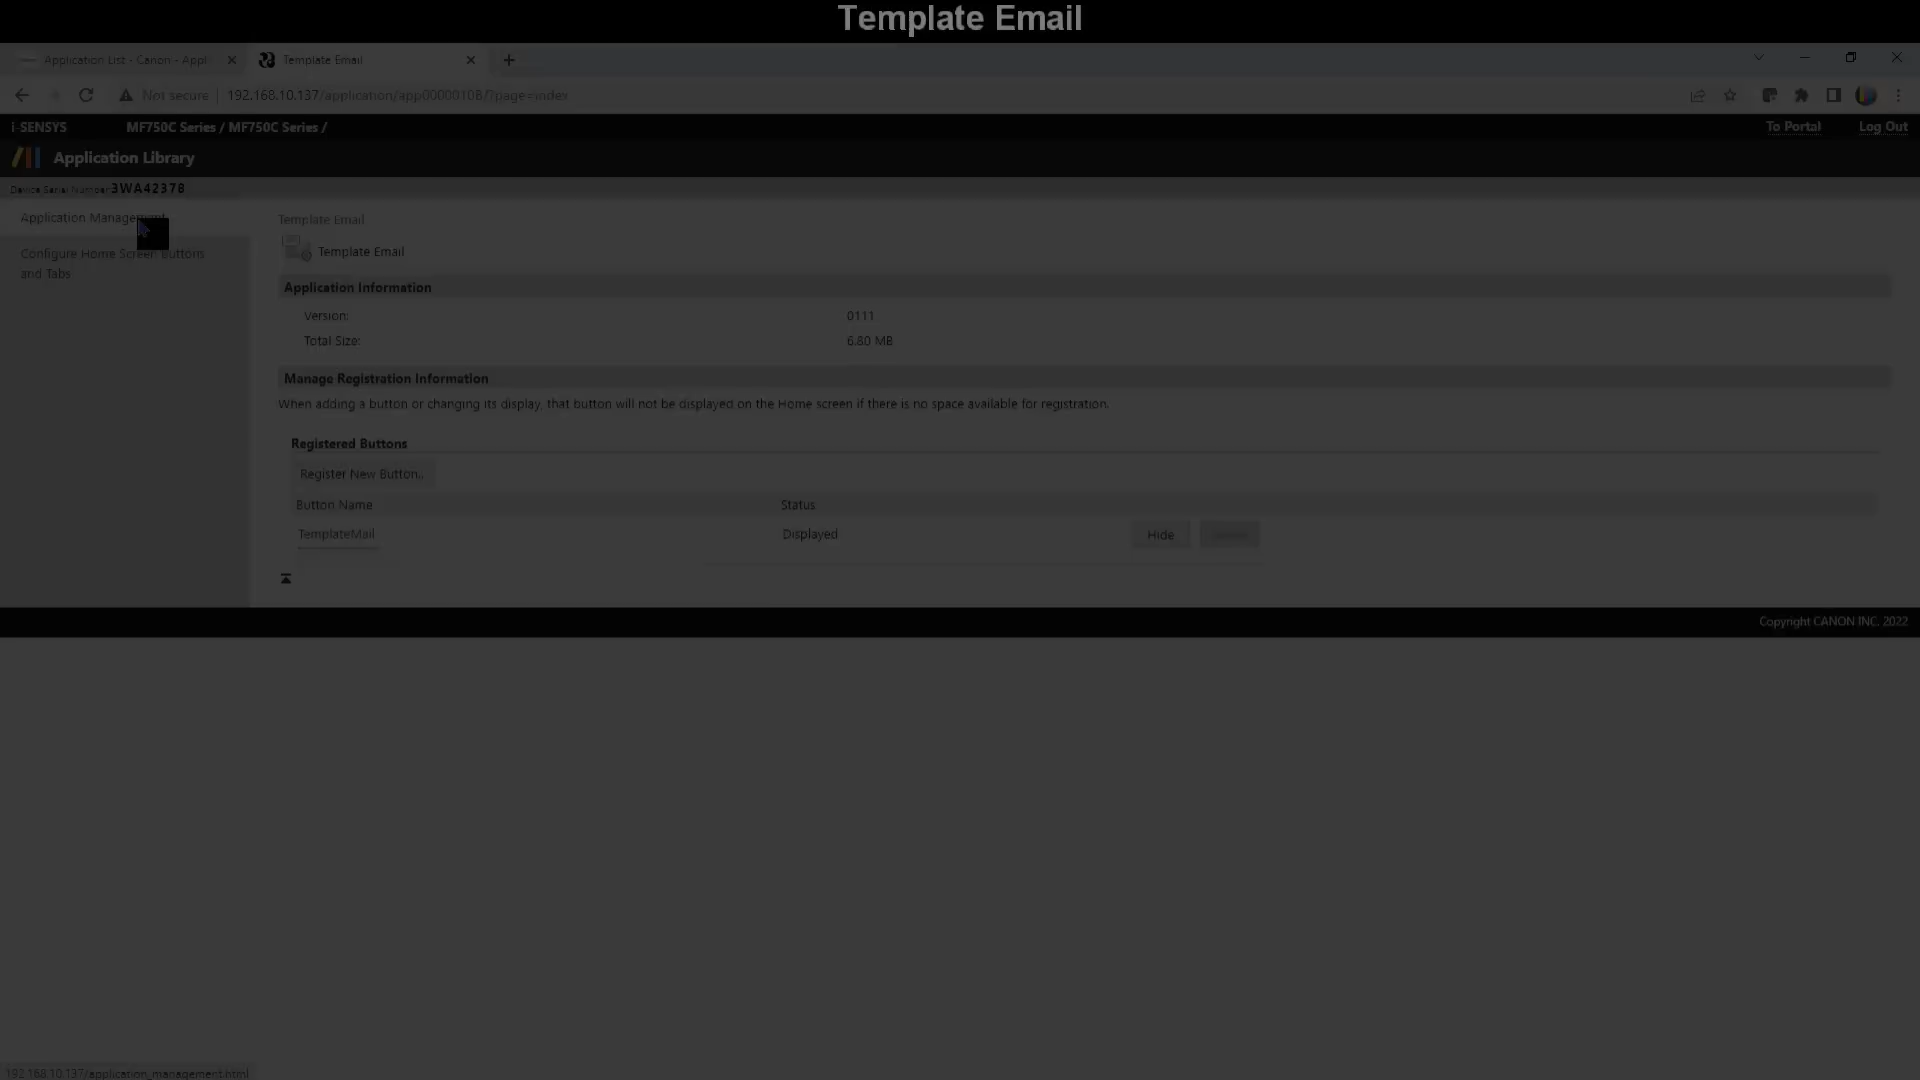 Template Email
Application List - Canon - Appl
Template Email
Not secure 192.168.10.137/application/app0000010B/?page=index
i-SENSYS MF750C Series / MF750C Series / To Portal Log Out
Application Library
Device Serial Number:3WA42378
Application Management
Configure Home Screen Buttons
and Tabs
Template Email
Template Email
Application Information
Version: 0111
Total Size: 6.80 MB
Manage Registration Information
When adding a button or changing its display, that button will not be displayed on the Home screen if there is no space available for registration.
Registered Buttons
Register New Button..
Button Name Status
TemplateMail Displayed Hide
Copyright CANON INC. 2022
192.168.10.137/application_management.html